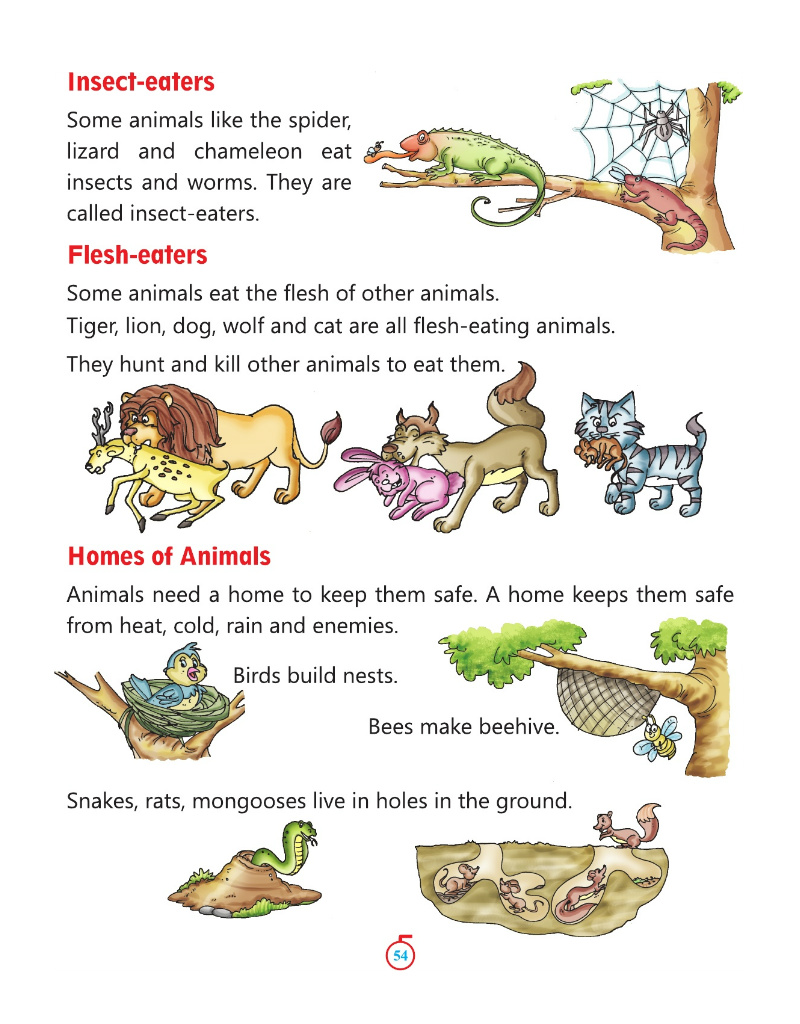 Insect-eaters
Some animals like the spider,
lizard and chameleon eat
insects and worms. They are
called insect-eaters.
Flesh-eaters
Some animals eat the flesh of other animals.
Tiger, lion, dog, wolf and cat are all flesh-eating animals.
They hunt and kill other animals to eat them.
Homes of Animals
Animals need a home to keep them safe. A home keeps them safe
from heat, cold, rain and enemies.
Birds build nests.
Bees make beehive.
Snakes, rats, mongooses live in holes in the ground.
54